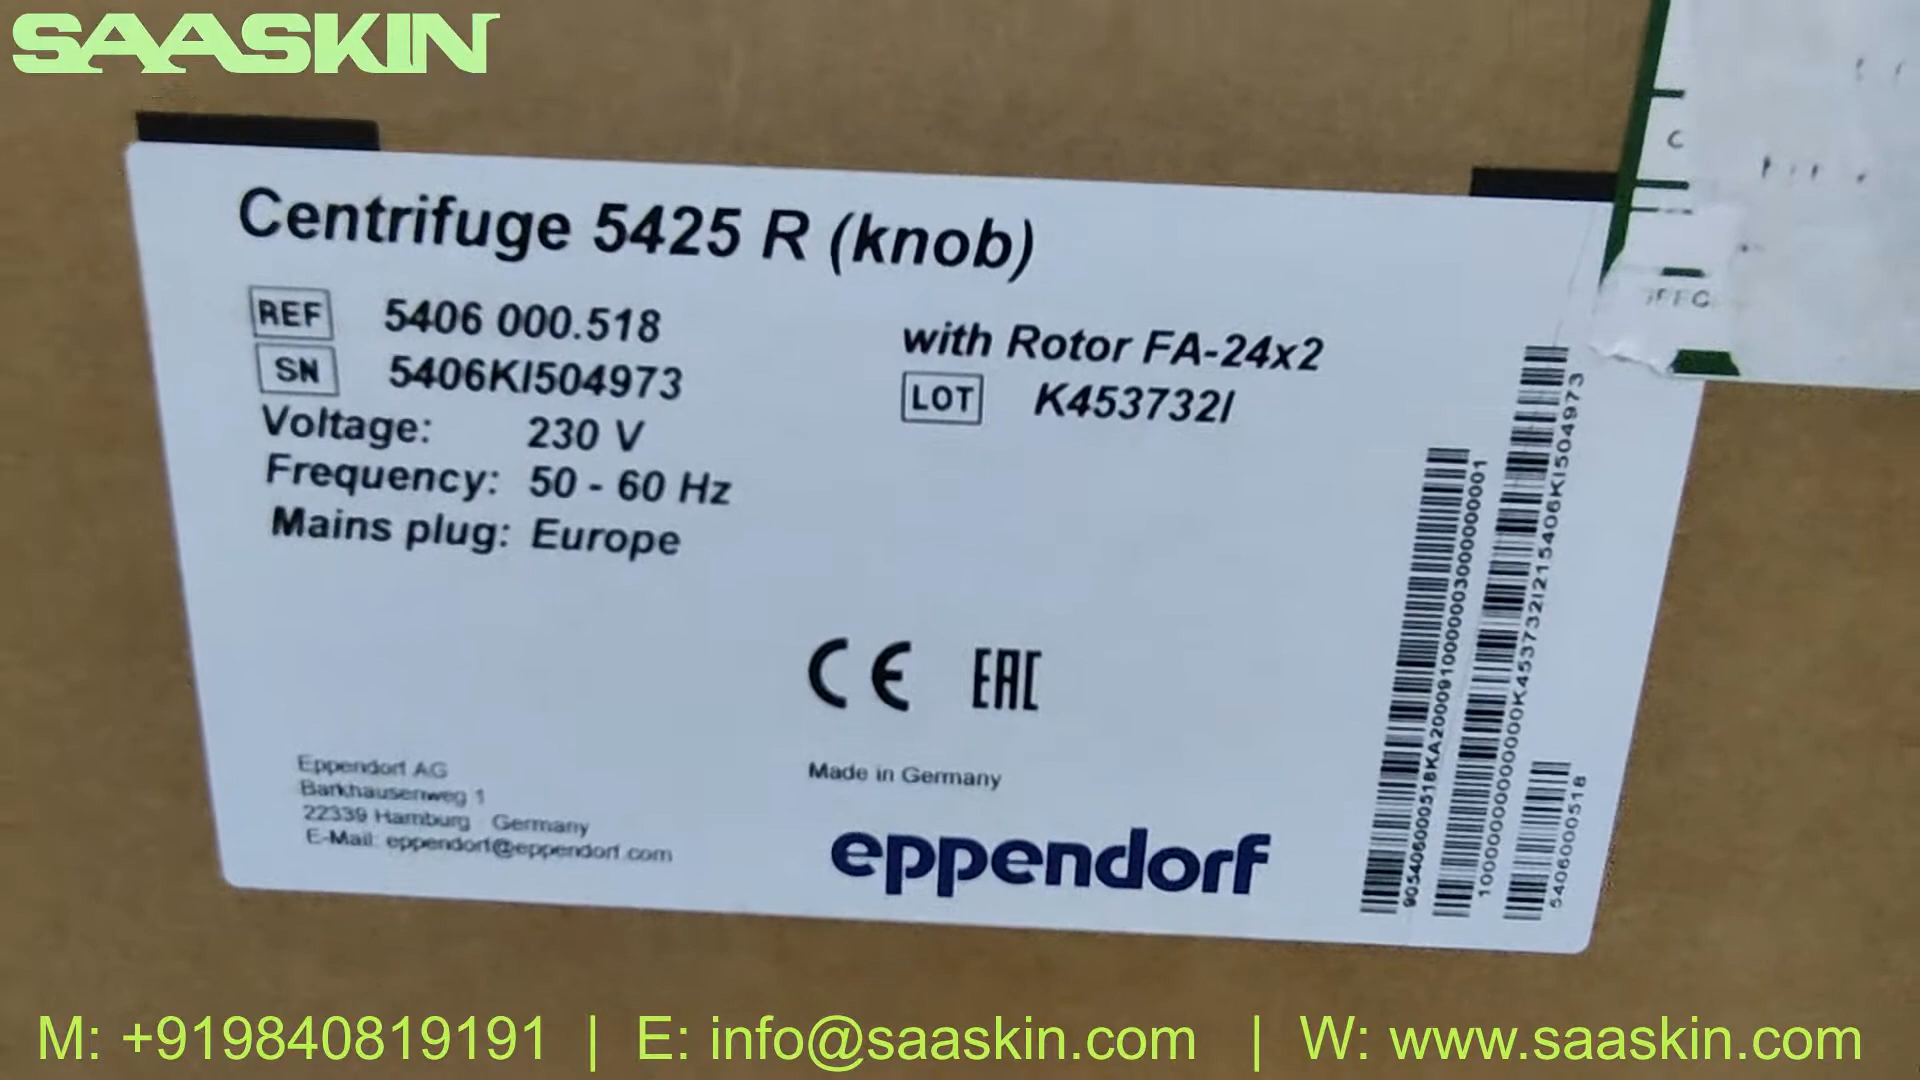 SAASKIN
Centrifuge 5425 R (knob)
REF 5406 000.518
with Rotor FA-24x2
SN 5406KI504973
LOT K453732I
Voltage: 230 V
Frequency: 50 - 60 Hz
Mains plug: Europe
CE EAC
Eppendorf AG
Barkhausenweg 1
22339 Hamburg Germany
E-Mail: eppendorf@eppendorf.com
Made in Germany
eppendorf
5406000518
M: +919840819191 | E: info@saaskin.com | W: www.saaskin.com